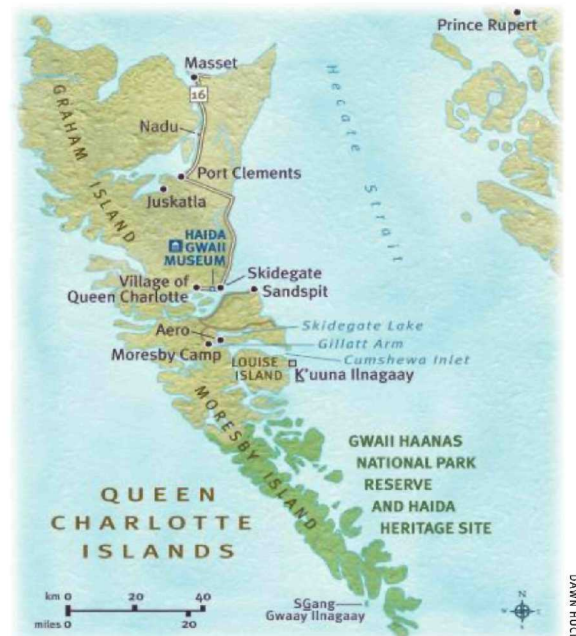 Prince Rupert
Masset
16
Hecate Strait
GRAHAM ISLAND
Nadu
Port Clements
Juskatla
HAIDA
GWAII
MUSEUM
Village of
Queen Charlotte
Skidegate
Sandspit
Aero
Skidegate Lake
Gillatt Arm
Moresby Camp
Cumshewa Inlet
LOUISE
ISLAND
K'uuna Ilnagaay
MORESBY ISLAND
GWAII HAANAS
NATIONAL PARK
RESERVE
AND HAIDA
HERITAGE SITE
QUEEN
CHARLOTTE
ISLANDS
km 0 20 40
miles 0 20
SGang
Gwaay Ilnagaay
N
W E
S